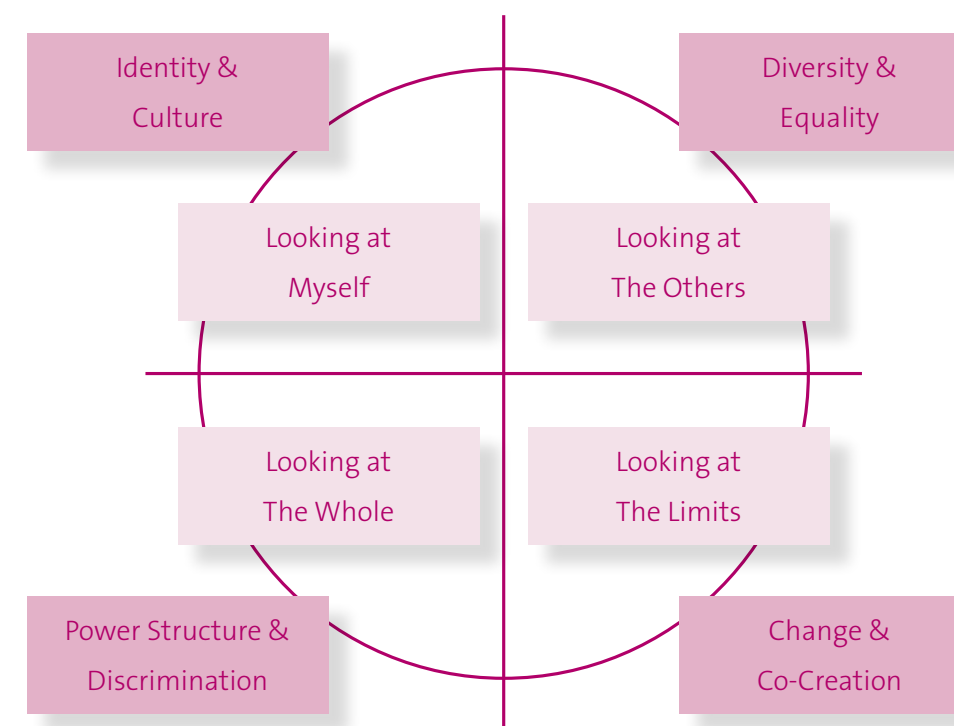 Identity &
Culture
Diversity &
Equality
Looking at
Myself
Looking at
The Others
Looking at
The Whole
Looking at
The Limits
Power Structure &
Discrimination
Change &
Co-Creation